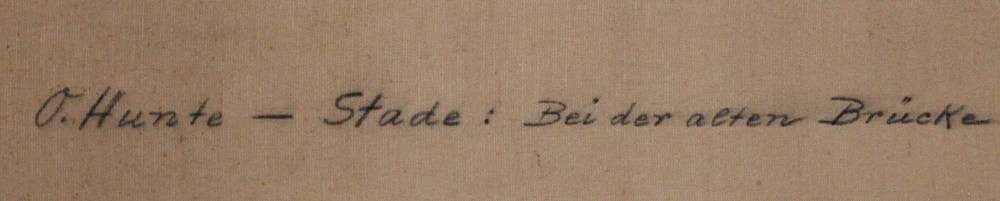 O. Hunte — Stade : Bei der alten Brücke